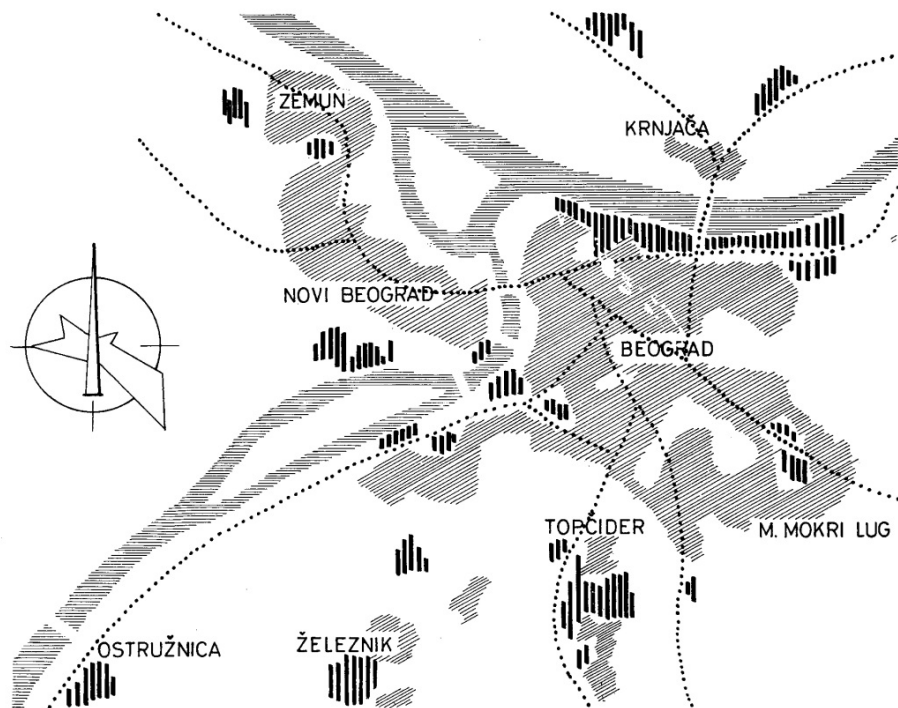 ZEMUN
KRNJAČA
NOVI BEOGRAD
BEOGRAD
TOPČIDER
M. MOKRI LUG
OSTRUŽNICA
ŽELEZNIK